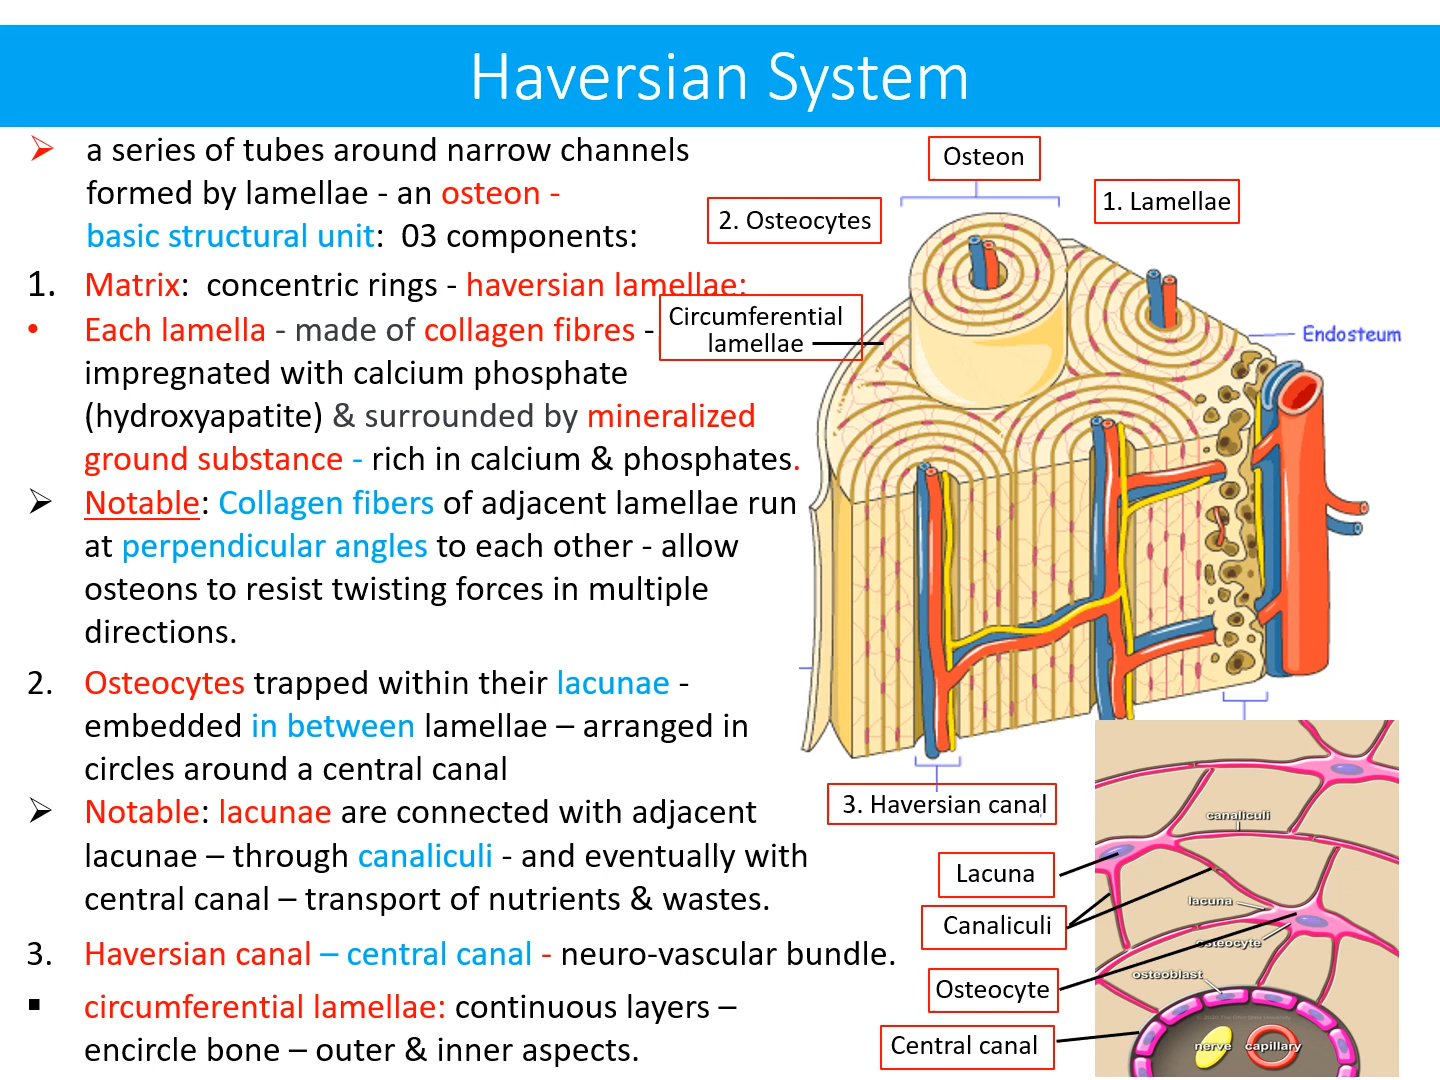 Haversian System
➢ a series of tubes around narrow channels
formed by lamellae - an osteon -
basic structural unit: 03 components:
1. Matrix: concentric rings - haversian lamellae:
• Each lamella - made of collagen fibres -
impregnated with calcium phosphate
(hydroxyapatite) & surrounded by mineralized
ground substance - rich in calcium & phosphates.
➢ Notable: Collagen fibers of adjacent lamellae run
at perpendicular angles to each other - allow
osteons to resist twisting forces in multiple
directions.
2. Osteocytes trapped within their lacunae -
embedded in between lamellae – arranged in
circles around a central canal
➢ Notable: lacunae are connected with adjacent
lacunae – through canaliculi - and eventually with
central canal – transport of nutrients & wastes.
3. Haversian canal – central canal - neuro-vascular bundle.
▪ circumferential lamellae: continuous layers –
encircle bone – outer & inner aspects.
Osteon
1. Lamellae
2. Osteocytes
Circumferential
lamellae
Endosteum
3. Haversian canal
Lacuna
Canaliculi
Osteocyte
Central canal
canaliculi
lacuna
osteocyte
osteoblast
nerve
capillary